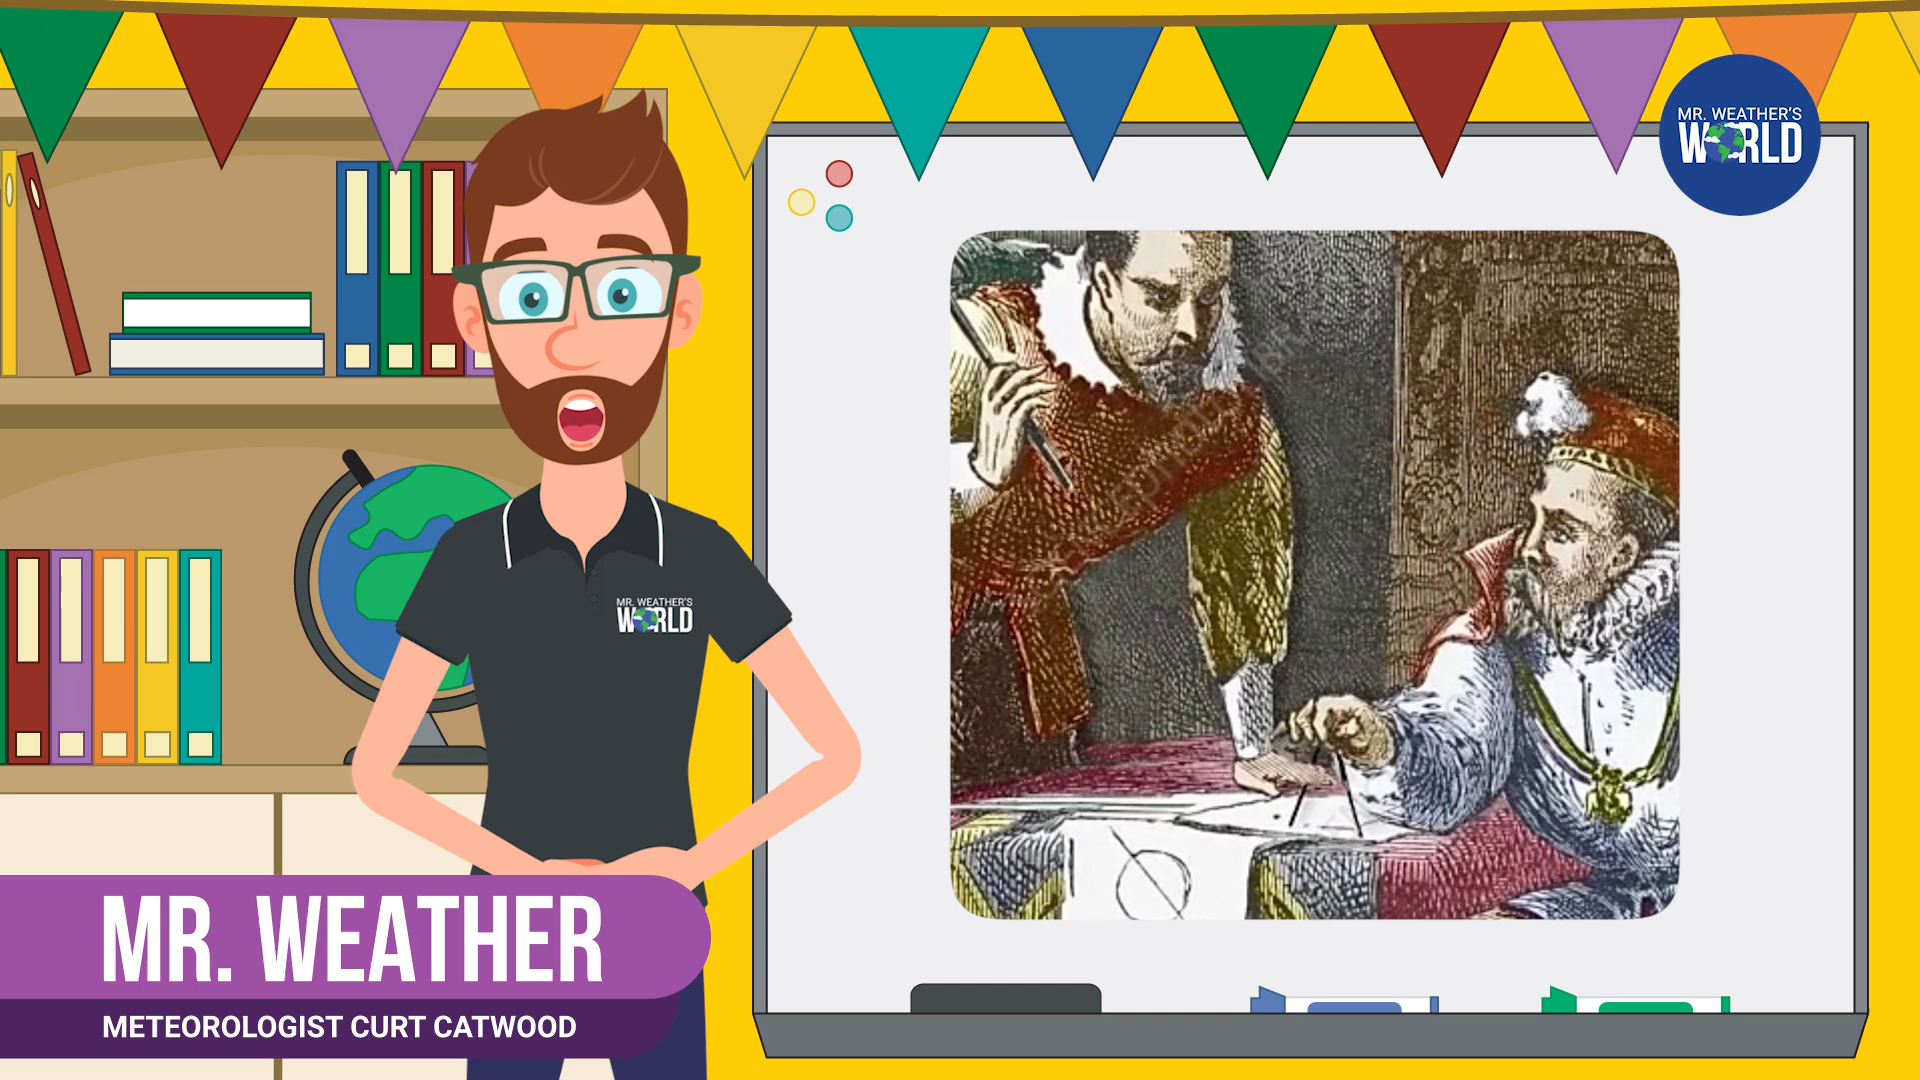 MR. WEATHER'S
WORLD
MR. WEATHER'S
WORLD
MR. WEATHER
METEOROLOGIST CURT CATWOOD